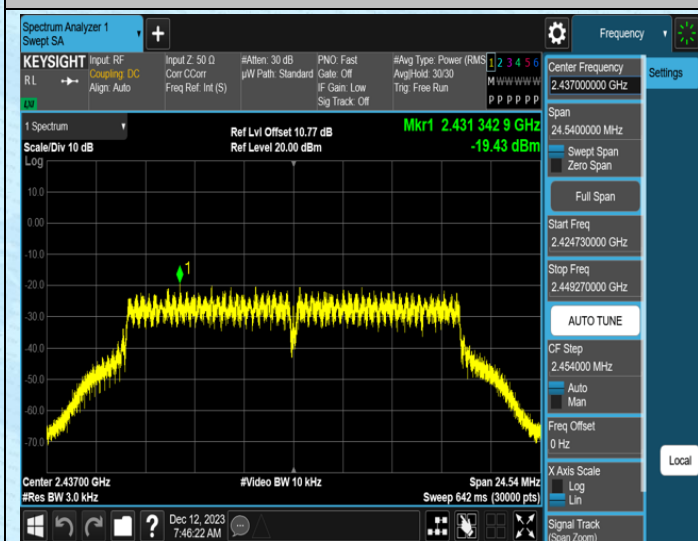 Spectrum Analyzer 1
Swept SA
+
Frequency
KEYSIGHT
R L
LU
Input: RF
Coupling: DC
Align: Auto
Input Z: 50 Ω
Corr CCorr
Freq Ref: Int (S)
#Atten: 30 dB
µW Path: Standard
PNO: Fast
Gate: Off
IF Gain: Low
Sig Track: Off
#Avg Type: Power (RMS
Avg|Hold: 30/30
Trig: Free Run
1 2 3 4 5 6
M W W W W W
P P P P P P
1 Spectrum
Scale/Div 10 dB
Ref Lvl Offset 10.77 dB
Ref Level 20.00 dBm
Mkr1 2.431 342 9 GHz
-19.43 dBm
Log
10.0
0.00
-10.0
-20.0
-30.0
-40.0
-50.0
-60.0
-70.0
1
Center 2.43700 GHz
#Res BW 3.0 kHz
#Video BW 10 kHz
Span 24.54 MHz
Sweep 642 ms (30000 pts)
?
Dec 12, 2023
7:46:22 AM
Center Frequency
2.437000000 GHz
Span
24.5400000 MHz
Swept Span
Zero Span
Full Span
Start Freq
2.424730000 GHz
Stop Freq
2.449270000 GHz
AUTO TUNE
CF Step
2.454000 MHz
Auto
Man
Freq Offset
0 Hz
X Axis Scale
Log
Lin
Signal Track
(Span Zoom)
Settings
Local